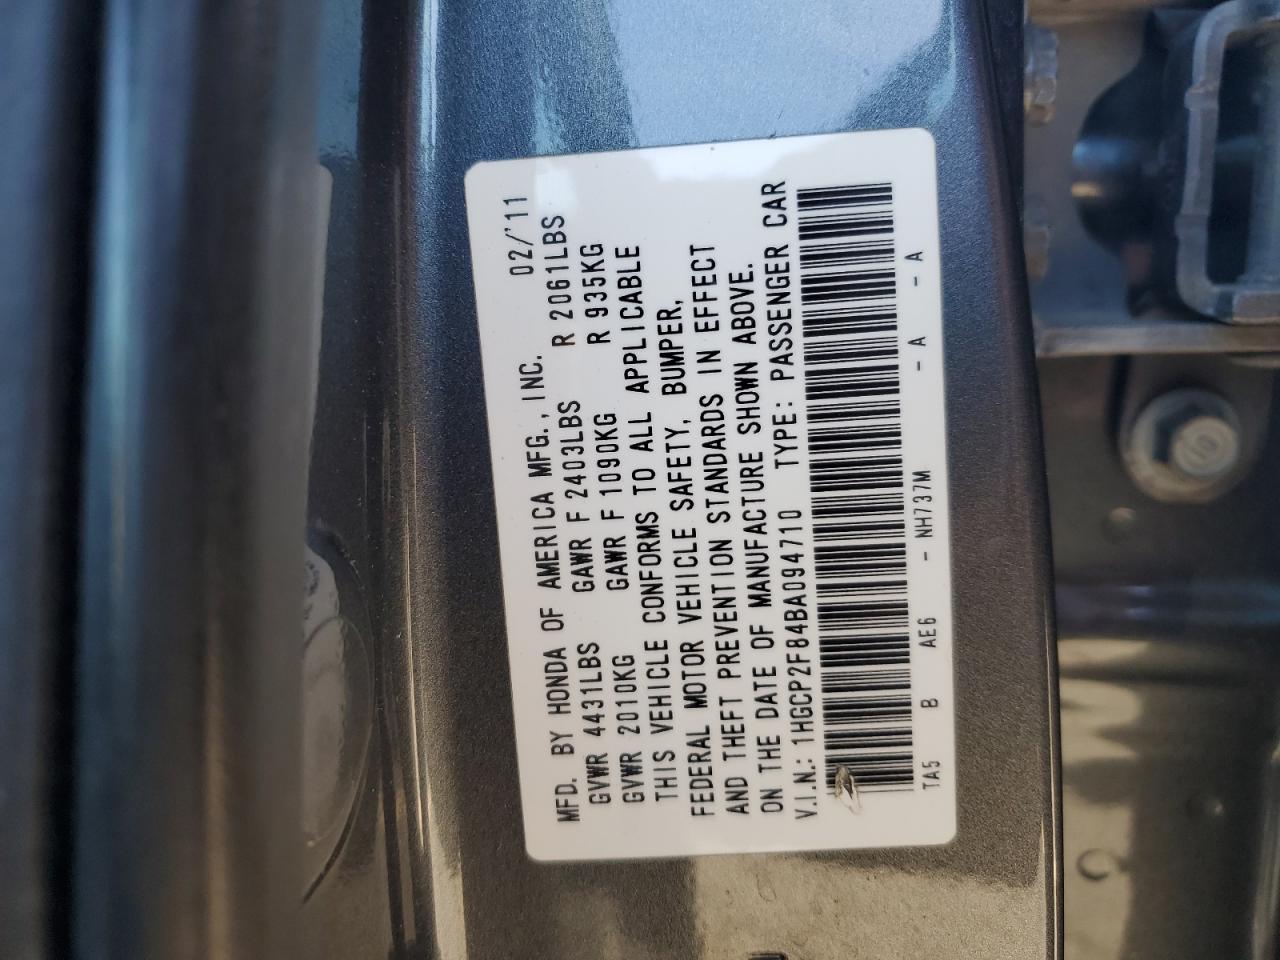 MFD. BY HONDA OF AMERICA MFG., INC. 02/'11
GVWR 4431LBS GAWR F 2403LBS R 2061LBS
GVWR 2010KG GAWR F 1090KG R 935KG
THIS VEHICLE CONFORMS TO ALL APPLICABLE
FEDERAL MOTOR VEHICLE SAFETY, BUMPER,
AND THEFT PREVENTION STANDARDS IN EFFECT
ON THE DATE OF MANUFACTURE SHOWN ABOVE.
V.I.N.: 1HGCP2F84BA094710 TYPE: PASSENGER CAR
TA5 B AE6 - NH737M - A - A
10